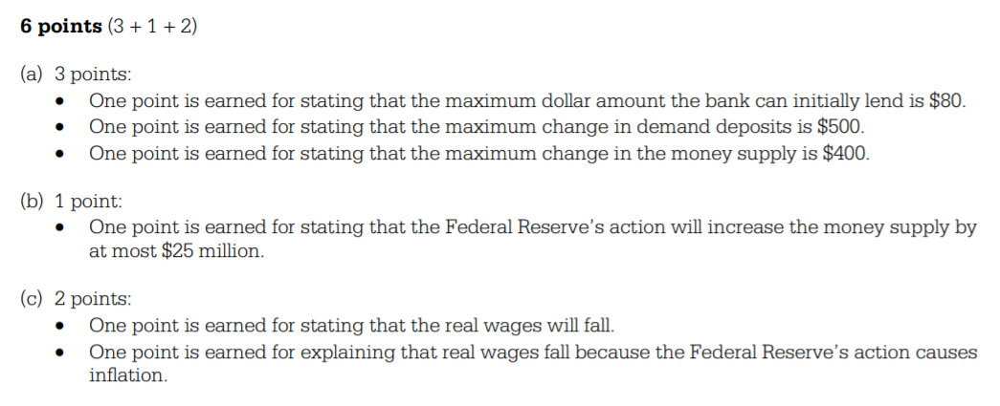 6 points (3 + 1 + 2)
(a) 3 points:
• One point is earned for stating that the maximum dollar amount the bank can initially lend is $80.
• One point is earned for stating that the maximum change in demand deposits is $500.
• One point is earned for stating that the maximum change in the money supply is $400.
(b) 1 point:
• One point is earned for stating that the Federal Reserve's action will increase the money supply by
at most $25 million.
(c) 2 points:
• One point is earned for stating that the real wages will fall.
• One point is earned for explaining that real wages fall because the Federal Reserve's action causes
inflation.